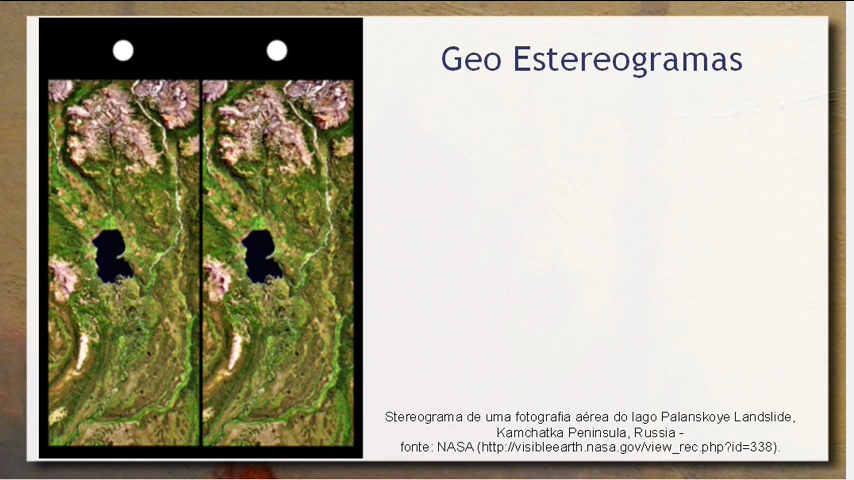 Geo Estereogramas
Stereograma de uma fotografia aérea do lago Palanskoye Landslide,
Kamchatka Peninsula, Russia -
fonte: NASA (http://visibleearth.nasa.gov/view_rec.php?id=338).